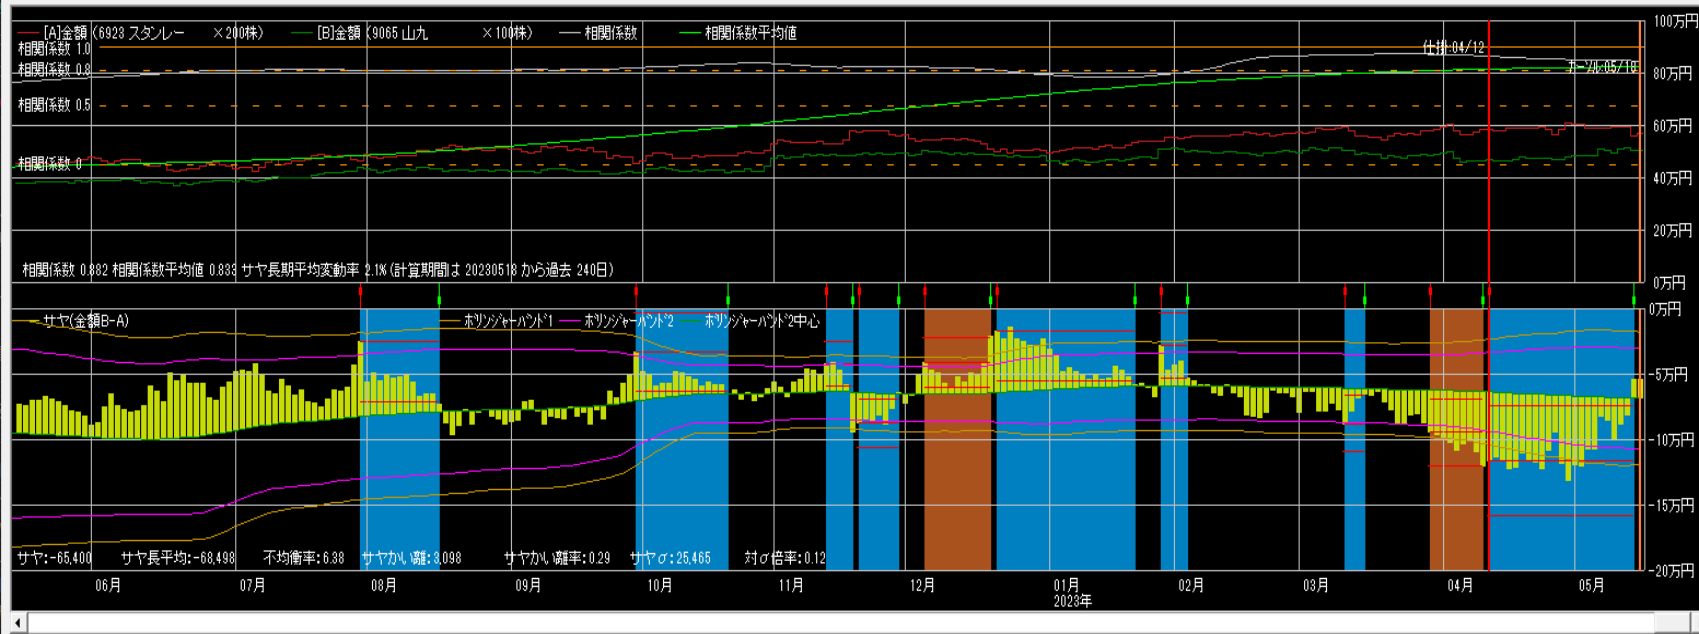 [A]金額 (6923 スタンレー ×200株) [B]金額 (9065 山九 ×100株) 相関係数 相関係数平均値
100万円
相関係数 1.0
仕掛:04/12
相関係数 0.8
カーソル:05/18
80万円
相関係数 0.5
60万円
相関係数 0
40万円
20万円
相関係数 0.882 相関係数平均値 0.833 サヤ長期平均変動率 2.1% (計算期間は 20230518 から過去 240日)
0万円
0万円
サヤ(金額B-A) ボリンジャーバンド1 ボリンジャーバンド2 ボリンジャーバンド2中心
-5万円
-10万円
-15万円
サヤ:-65,400 サヤ長平均:-68,498 不均衡率:6.38 サヤかい離:3,098 サヤかい離率:0.29 サヤσ:25,465 対σ倍率:0.12
-20万円
06月 07月 08月 09月 10月 11月 12月 01月 02月 03月 04月 05月
2023年